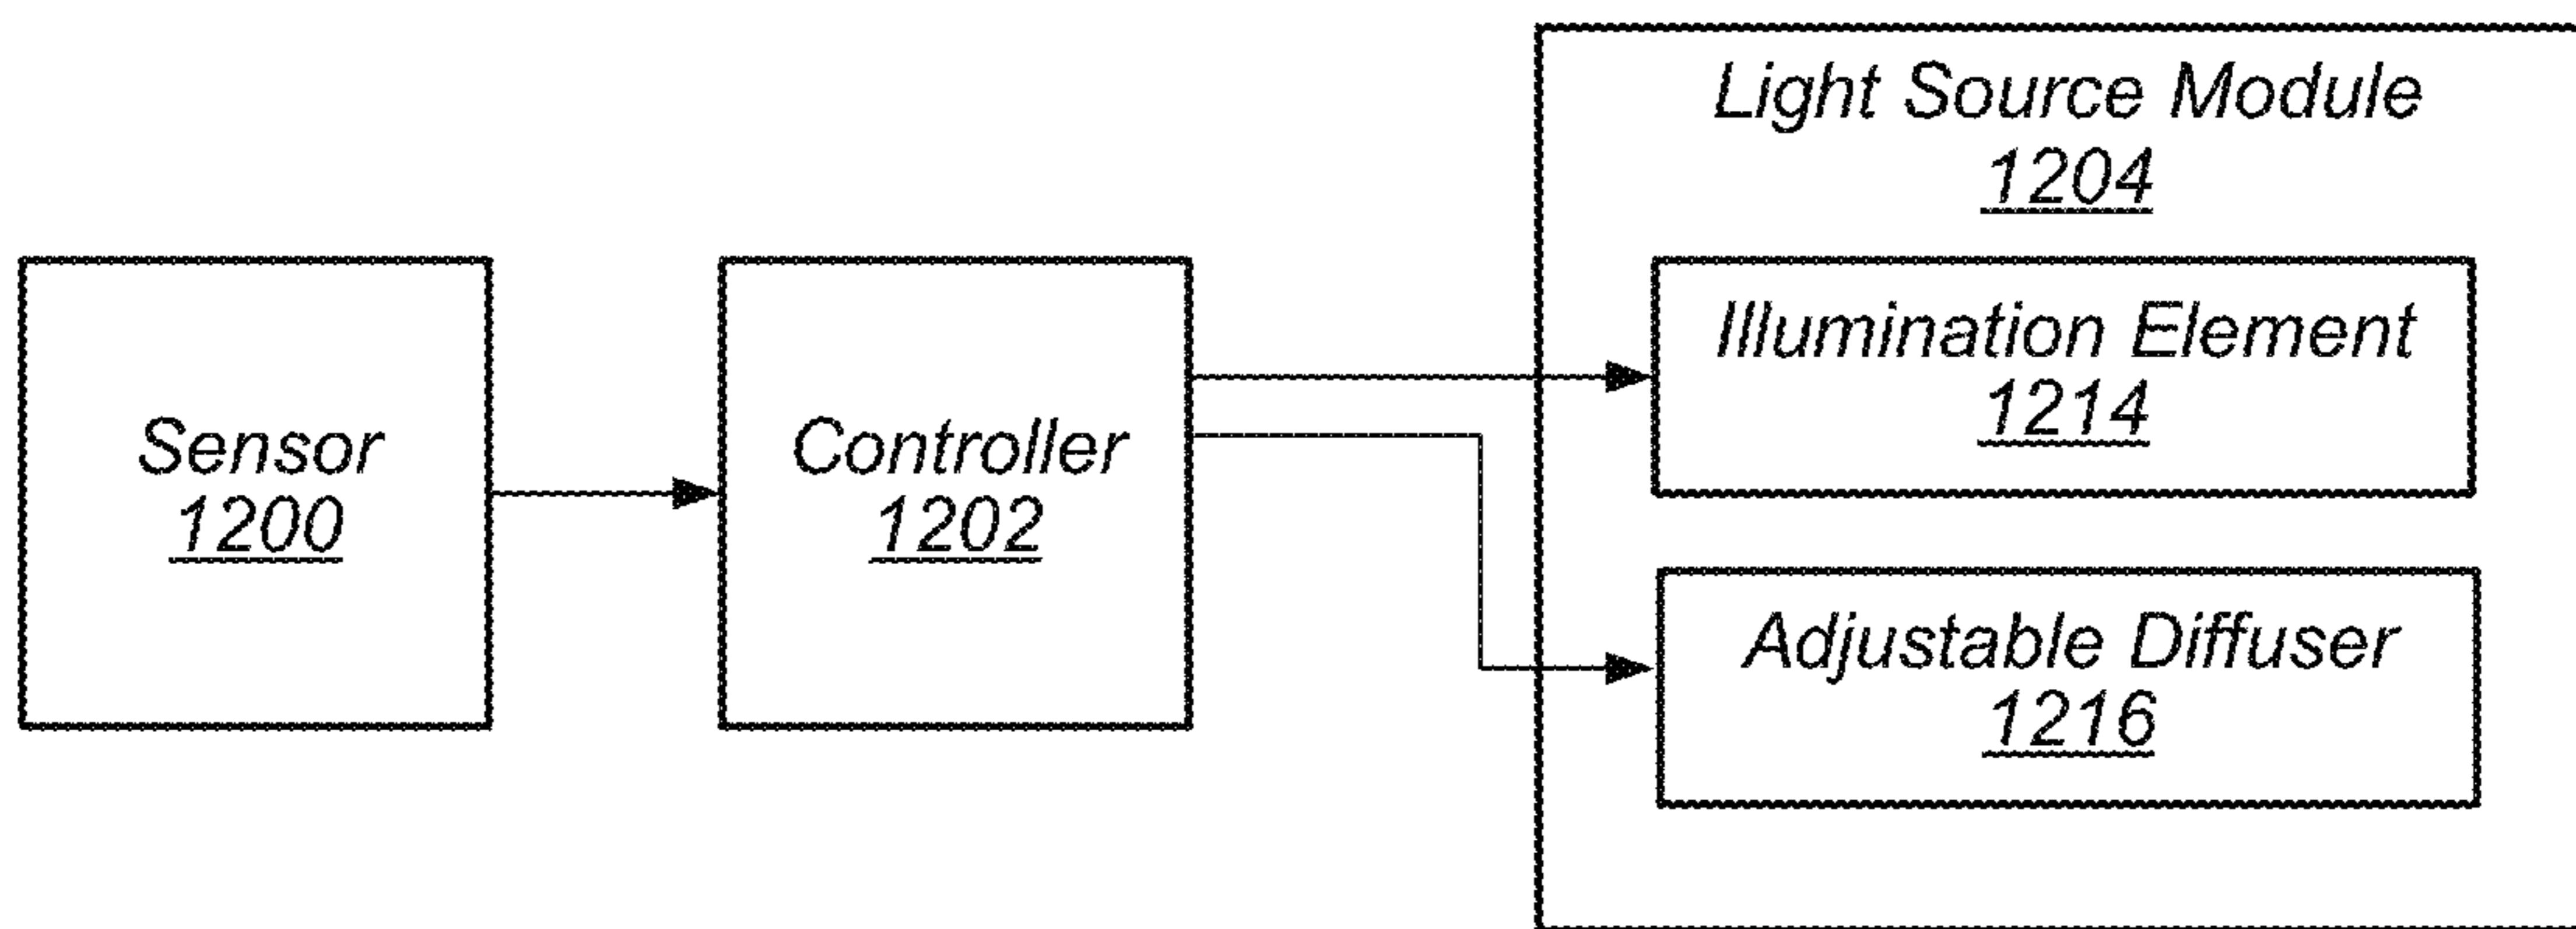 Light Source Module
1204
Sensor
1200
Controller
1202
Illumination Element
1214
Adjustable Diffuser
1216